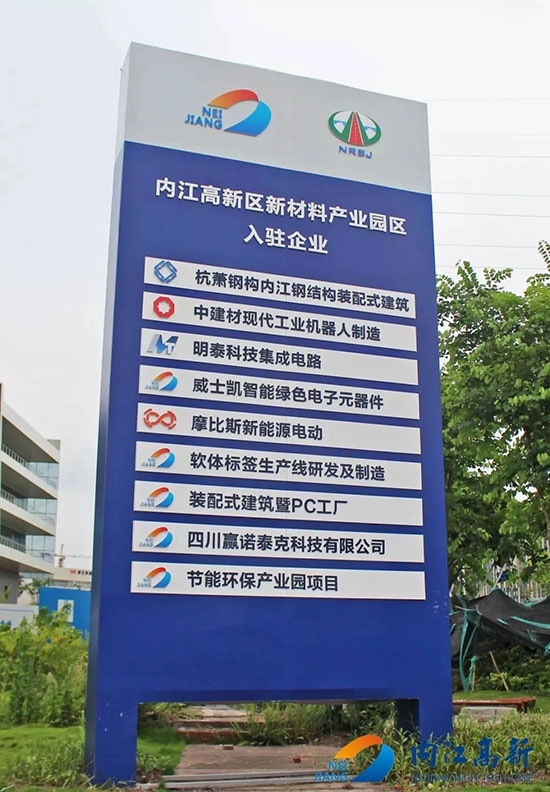 NEI
JIANG
NRBJ
内江高新区新材料产业园区
入驻企业
杭萧钢构内江钢结构装配式建筑
中建材现代工业机器人制造
明泰科技集成电路
威士凯智能绿色电子元器件
摩比斯新能源电动
软体标签生产线研发及制造
装配式建筑暨PC工厂
四川赢诺泰克科技有限公司
节能环保产业园项目
NEI
JIANG
内江高新